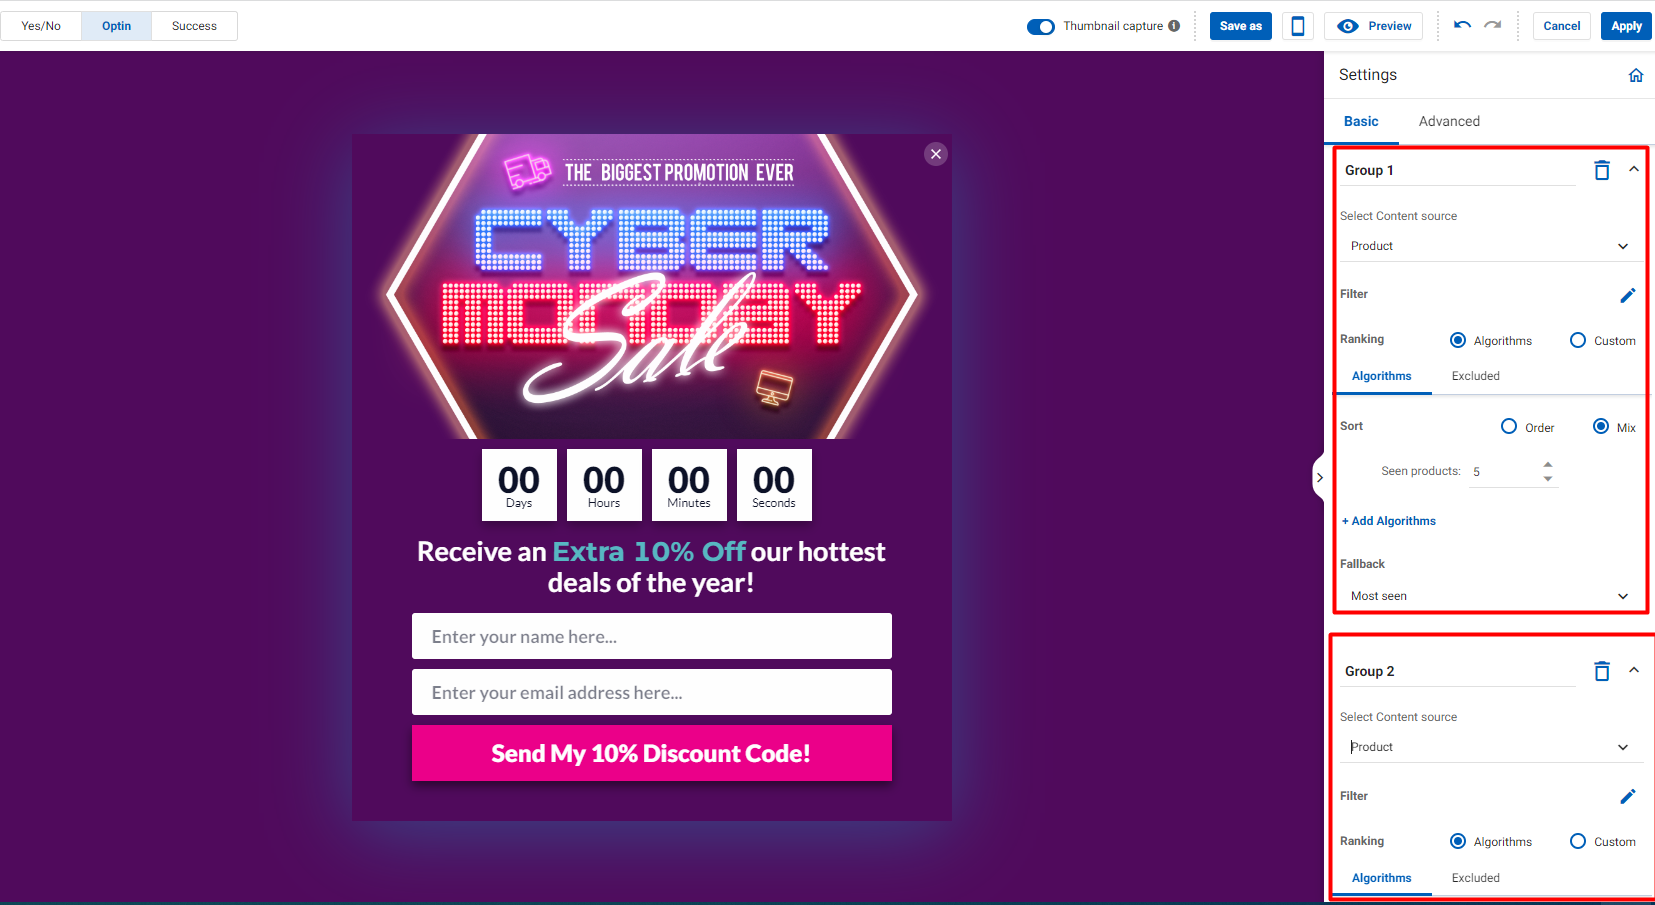 Yes/No
Optin
Success
Thumbnail capture
Save as
Preview
Cancel
Apply
THE BIGGEST PROMOTION EVER
CYBER
MONDAY
Sale
00
Days
00
Hours
00
Minutes
00
Seconds
Receive an Extra 10% Off our hottest
deals of the year!
Enter your name here...
Enter your email address here...
Send My 10% Discount Code!
Settings
Basic
Advanced
Group 1
Select Content source
Product
Filter
Ranking
Algorithms
Custom
Algorithms
Excluded
Sort
Order
Mix
Seen products:
5
+ Add Algorithms
Fallback
Most seen
Group 2
Select Content source
Product
Filter
Ranking
Algorithms
Custom
Algorithms
Excluded